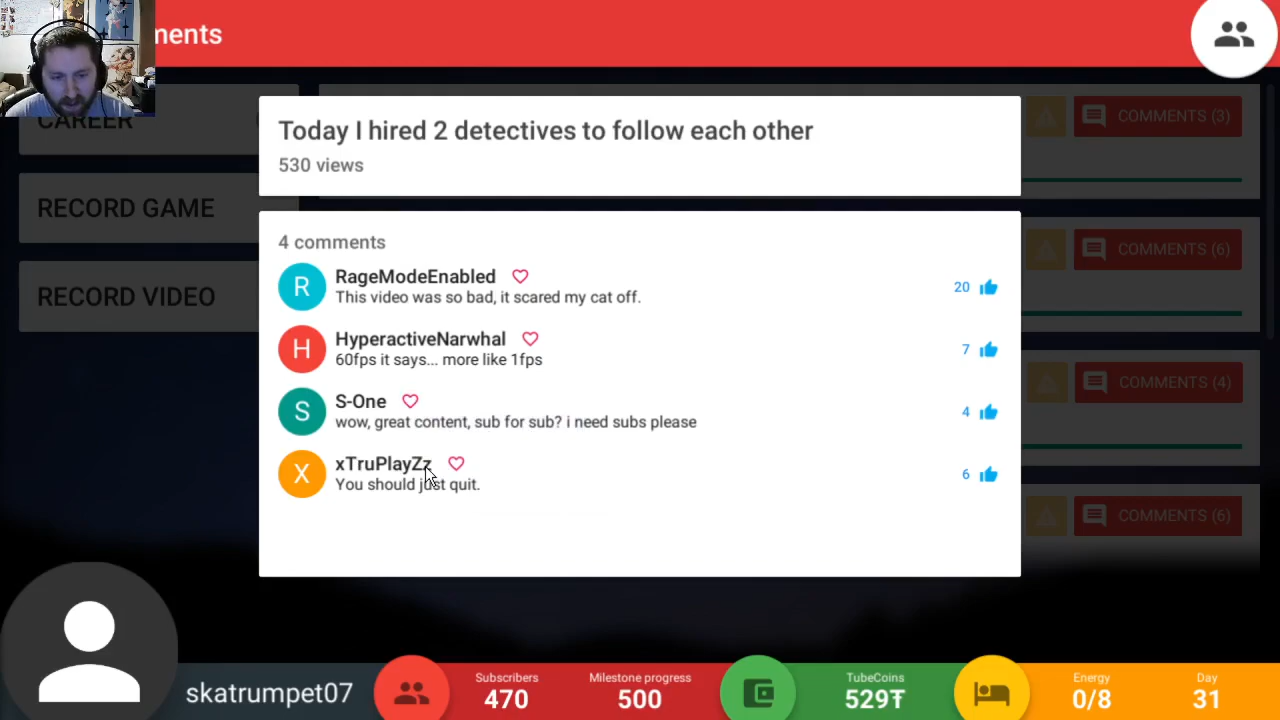 ments
CAREER
RECORD GAME
RECORD VIDEO
Today I hired 2 detectives to follow each other
530 views
4 comments
R
RageModeEnabled
This video was so bad, it scared my cat off.
20
H
HyperactiveNarwhal
60fps it says... more like 1fps
7
S
S-One
wow, great content, sub for sub? i need subs please
4
X
xTruPlayZz
You should just quit.
6
COMMENTS (3)
COMMENTS (6)
COMMENTS (4)
COMMENTS (6)
skatrumpet07
Subscribers
470
Milestone progress
500
TubeCoins
529Ŧ
Energy
0/8
Day
31